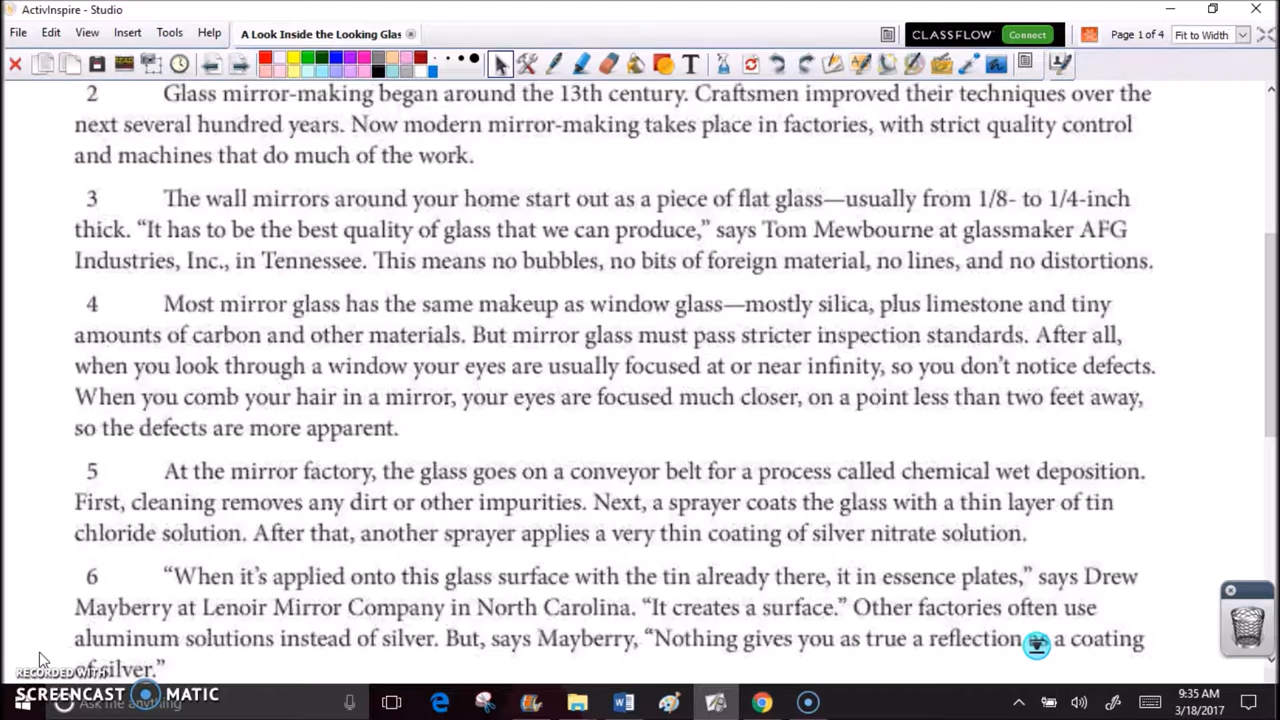 ActivInspire - Studio
File Edit View Insert Tools Help A Look Inside the Looking Glas CLASSFLOW Connect Page 1 of 4 Fit to Width
2 Glass mirror-making began around the 13th century. Craftsmen improved their techniques over the
next several hundred years. Now modern mirror-making takes place in factories, with strict quality control
and machines that do much of the work.
3 The wall mirrors around your home start out as a piece of flat glass—usually from 1/8- to 1/4-inch
thick. “It has to be the best quality of glass that we can produce,” says Tom Mewbourne at glassmaker AFG
Industries, Inc., in Tennessee. This means no bubbles, no bits of foreign material, no lines, and no distortions.
4 Most mirror glass has the same makeup as window glass—mostly silica, plus limestone and tiny
amounts of carbon and other materials. But mirror glass must pass stricter inspection standards. After all,
when you look through a window your eyes are usually focused at or near infinity, so you don’t notice defects.
When you comb your hair in a mirror, your eyes are focused much closer, on a point less than two feet away,
so the defects are more apparent.
5 At the mirror factory, the glass goes on a conveyor belt for a process called chemical wet deposition.
First, cleaning removes any dirt or other impurities. Next, a sprayer coats the glass with a thin layer of tin
chloride solution. After that, another sprayer applies a very thin coating of silver nitrate solution.
6 “When it’s applied onto this glass surface with the tin already there, it in essence plates,” says Drew
Mayberry at Lenoir Mirror Company in North Carolina. “It creates a surface.” Other factories often use
aluminum solutions instead of silver. But, says Mayberry, “Nothing gives you as true a reflection a coating
of silver.”
RECORDED WITH
SCREENCAST MATIC
Ask me anything
9:35 AM
3/18/2017